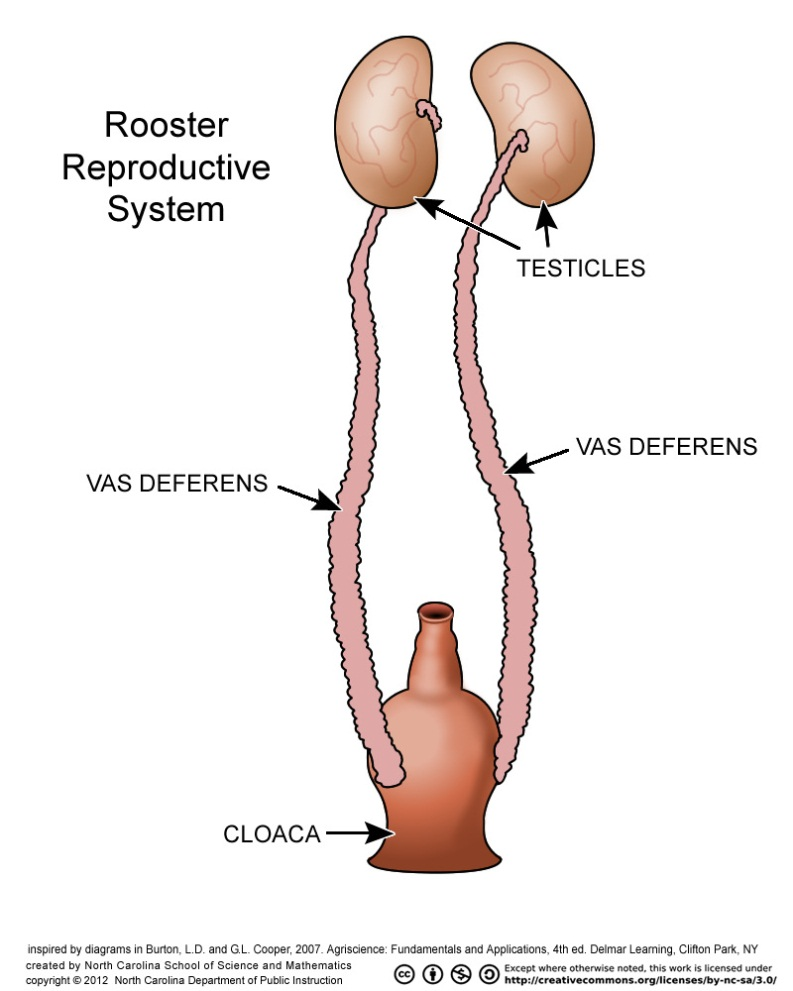 Rooster
Reproductive
System
TESTICLES
VAS DEFERENS
VAS DEFERENS
CLOACA
inspired by diagrams in Burton, L.D. and G.L. Cooper, 2007. Agriscience: Fundamentals and Applications, 4th ed. Delmar Learning, Clifton Park, NY
created by North Carolina School of Science and Mathematics
copyright © 2012 North Carolina Department of Public Instruction
cc
Except where otherwise noted, this work is licensed under
http://creativecommons.org/licenses/by-nc-sa/3.0/